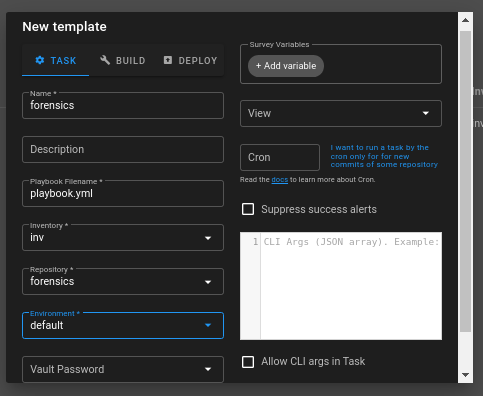 New template
TASK
BUILD
DEPLOY
Name *
forensics
Description
Playbook Filename *
playbook.yml
Inventory *
inv
Repository *
forensics
Environment *
default
Vault Password
Survey Variables
+ Add variable
View
Cron
I want to run a task by the
cron only for for new
commits of some repository
Read the docs to learn more about Cron.
Suppress success alerts
1 CLI Args (JSON array). Example:
Allow CLI args in Task
inv
inv